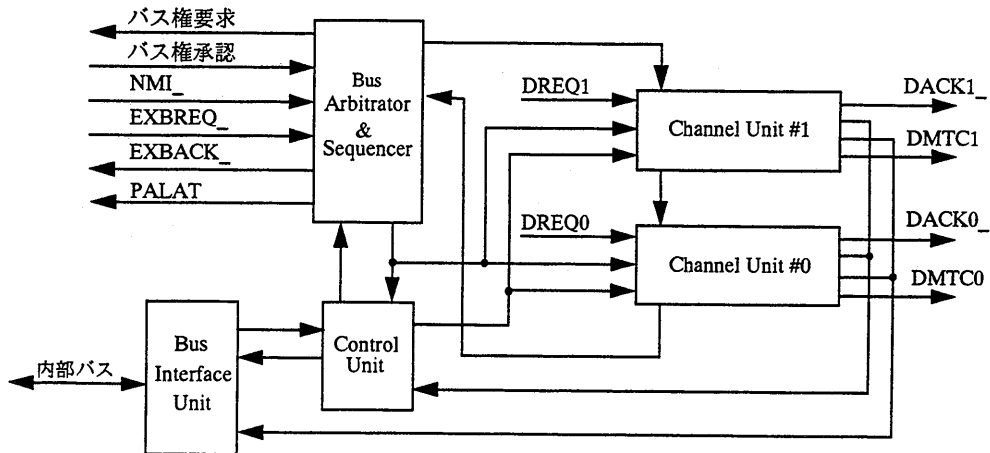 バス権要求
バス権承認
NMI_
EXBREQ_
EXBACK_
PALAT
Bus
Arbitrator
&
Sequencer
DREQ1
Channel Unit #1
DACK1_
DMTC1
DREQ0
Channel Unit #0
DACK0_
DMTC0
内部バス
Bus
Interface
Unit
Control
Unit